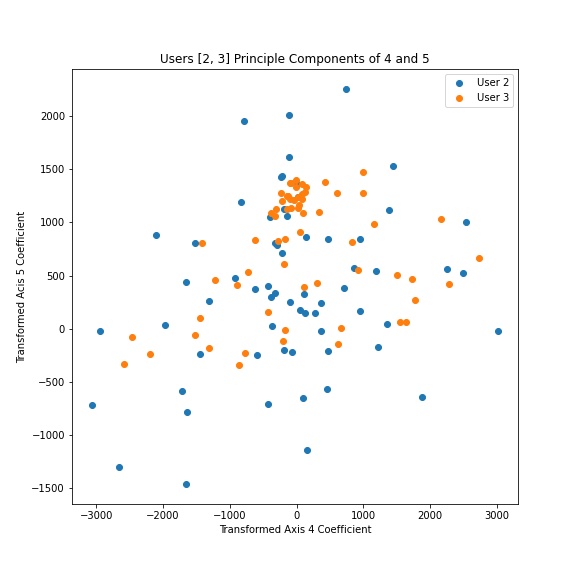 Users [2, 3] Principle Components of 4 and 5
User 2
User 3
Transformed Acis 5 Coefficient
2000
1500
1000
500
0
−500
−1000
−1500
−3000 −2000 −1000 0 1000 2000 3000
Transformed Axis 4 Coefficient